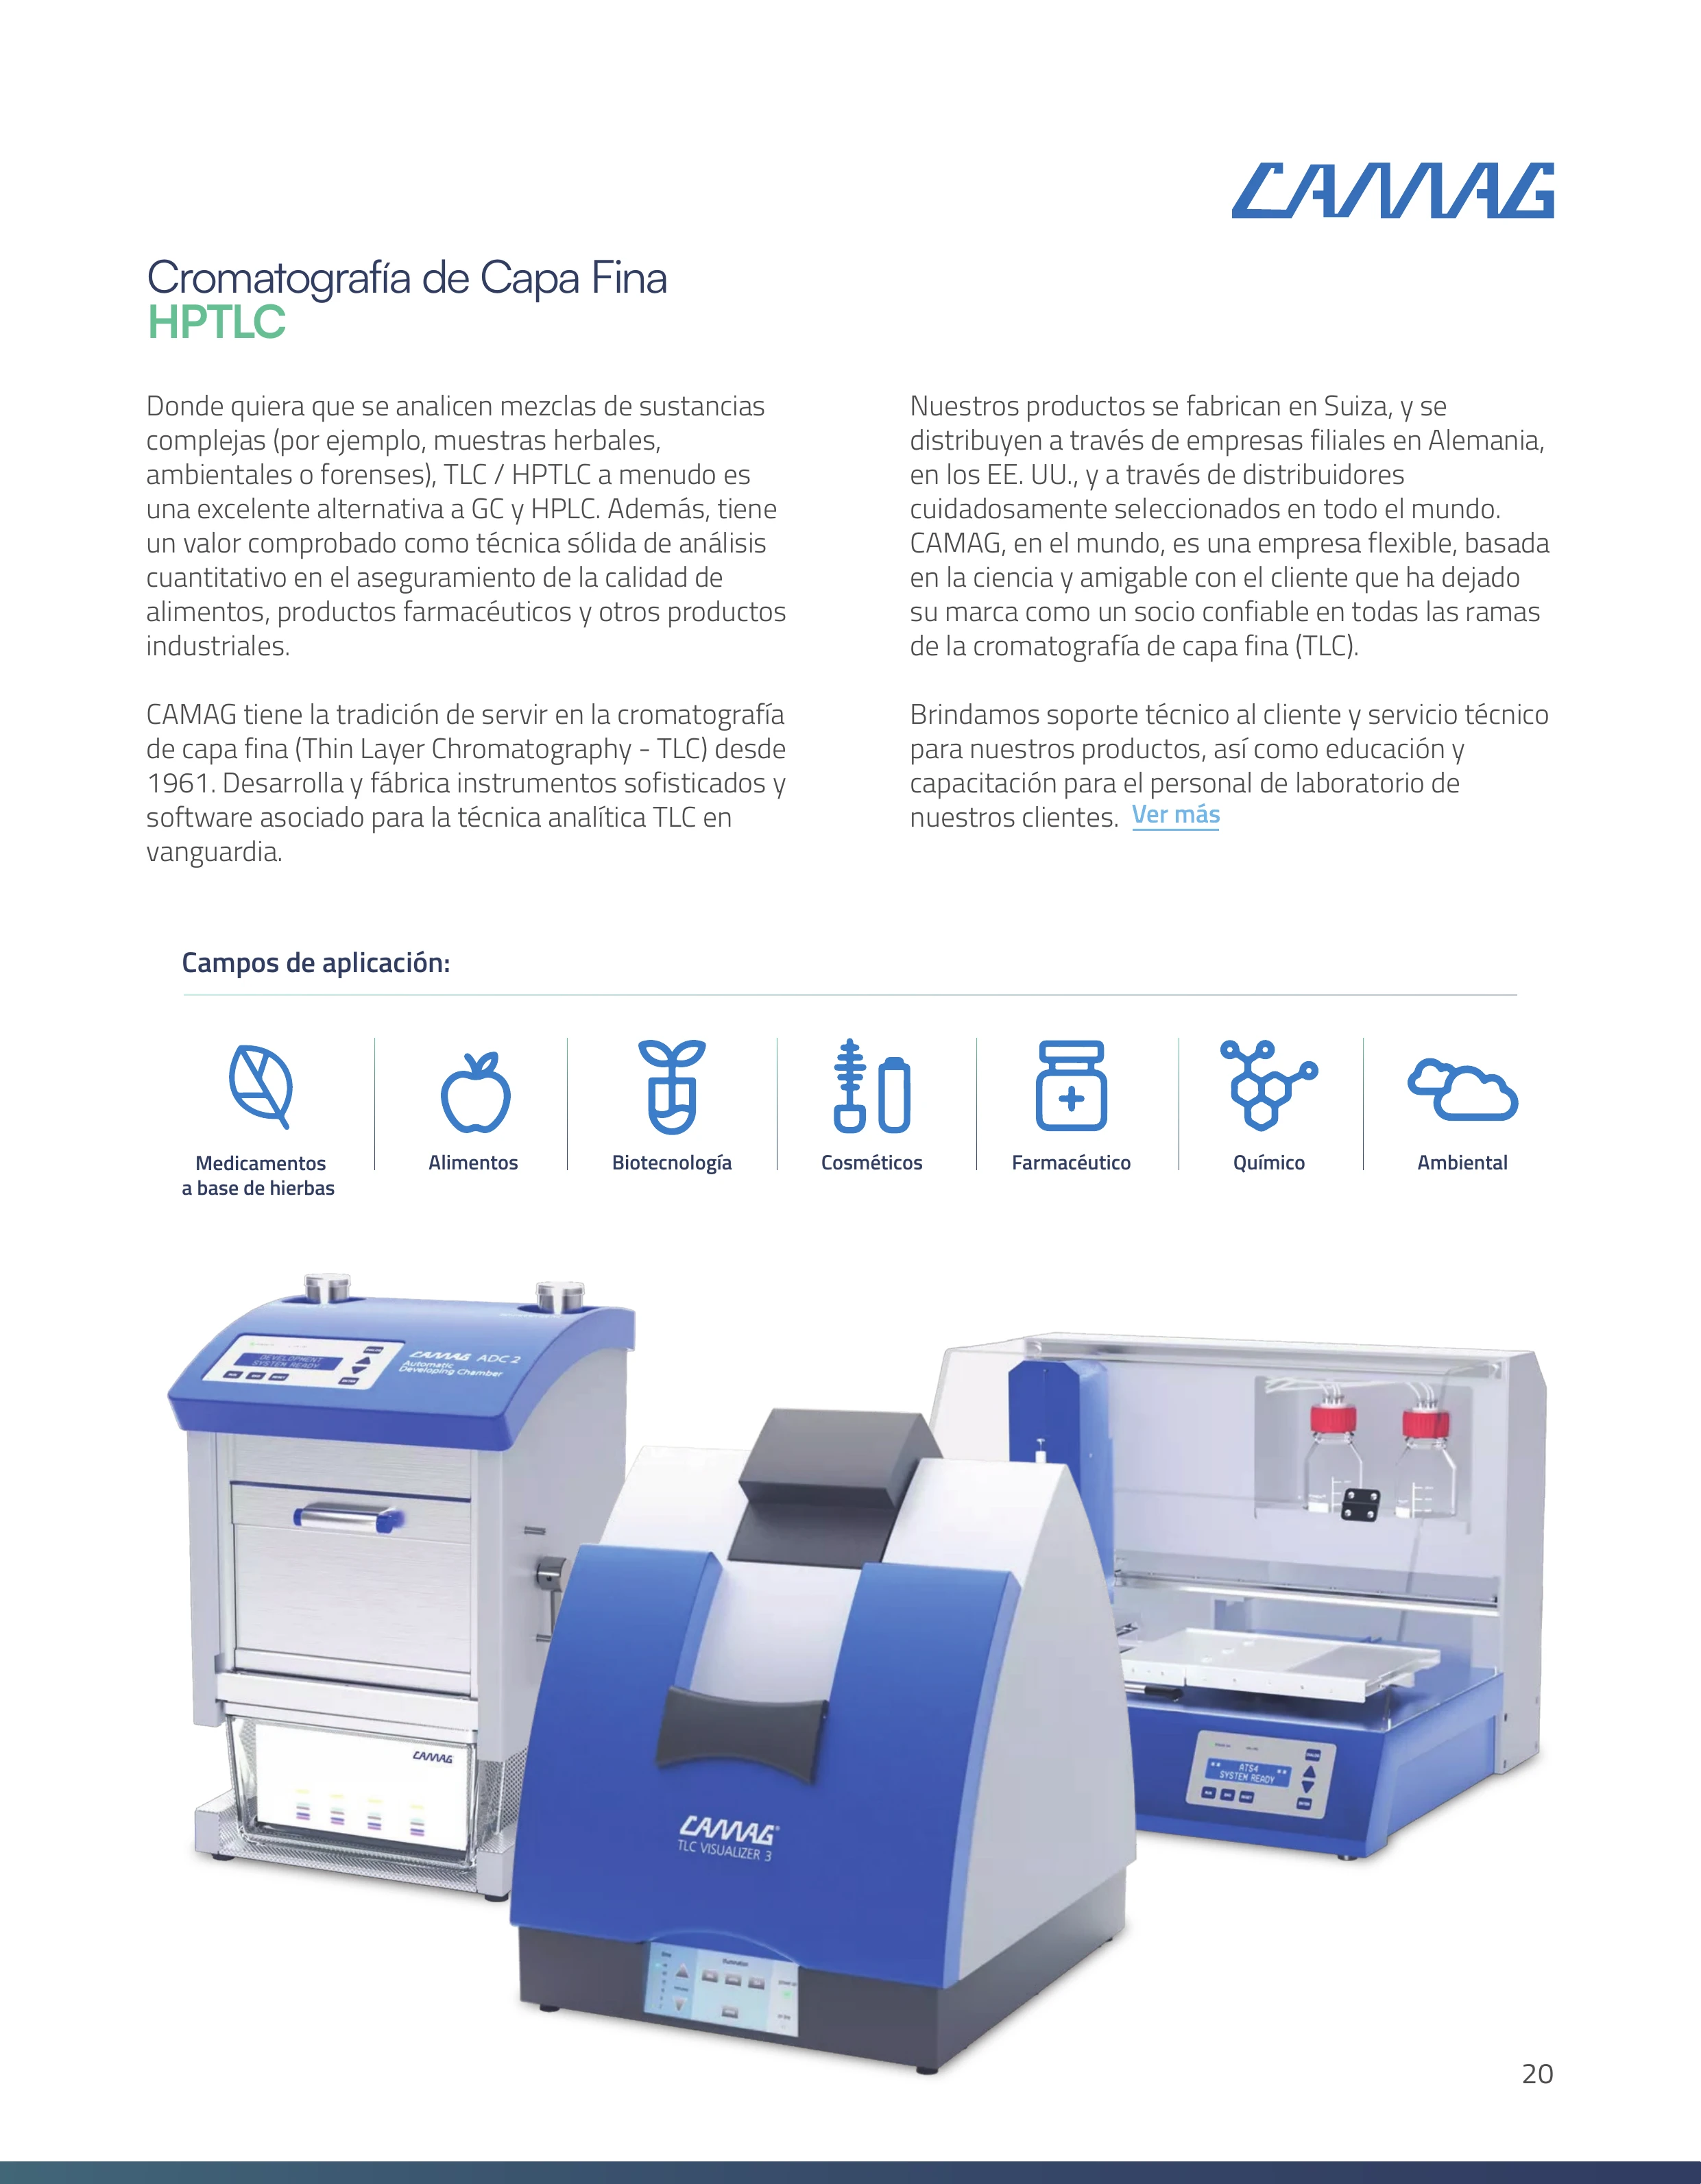 CAMAG
Cromatografía de Capa Fina
HPTLC
Donde quiera que se analicen mezclas de sustancias
complejas (por ejemplo, muestras herbales,
ambientales o forenses), TLC / HPTLC a menudo es
una excelente alternativa a GC y HPLC. Además, tiene
un valor comprobado como técnica sólida de análisis
cuantitativo en el aseguramiento de la calidad de
alimentos, productos farmacéuticos y otros productos
industriales.
CAMAG tiene la tradición de servir en la cromatografía
de capa fina (Thin Layer Chromatography - TLC) desde
1961. Desarrolla y fábrica instrumentos sofisticados y
software asociado para la técnica analítica TLC en
vanguardia.
Nuestros productos se fabrican en Suiza, y se
distribuyen a través de empresas filiales en Alemania,
en los EE. UU., y a través de distribuidores
cuidadosamente seleccionados en todo el mundo.
CAMAG, en el mundo, es una empresa flexible, basada
en la ciencia y amigable con el cliente que ha dejado
su marca como un socio confiable en todas las ramas
de la cromatografía de capa fina (TLC).
Brindamos soporte técnico al cliente y servicio técnico
para nuestros productos, así como educación y
capacitación para el personal de laboratorio de
nuestros clientes. Ver más
Campos de aplicación:
Medicamentos
a base de hierbas
Alimentos
Biotecnología
Cosméticos
Farmacéutico
Químico
Ambiental
DEVELOPMENT
SYSTEM READY
CAMAG ADC 2
Automatic
Developing Chamber
CAMAG
CAMAG®
TLC VISUALIZER 3
** ATS4 **
SYSTEM READY
20